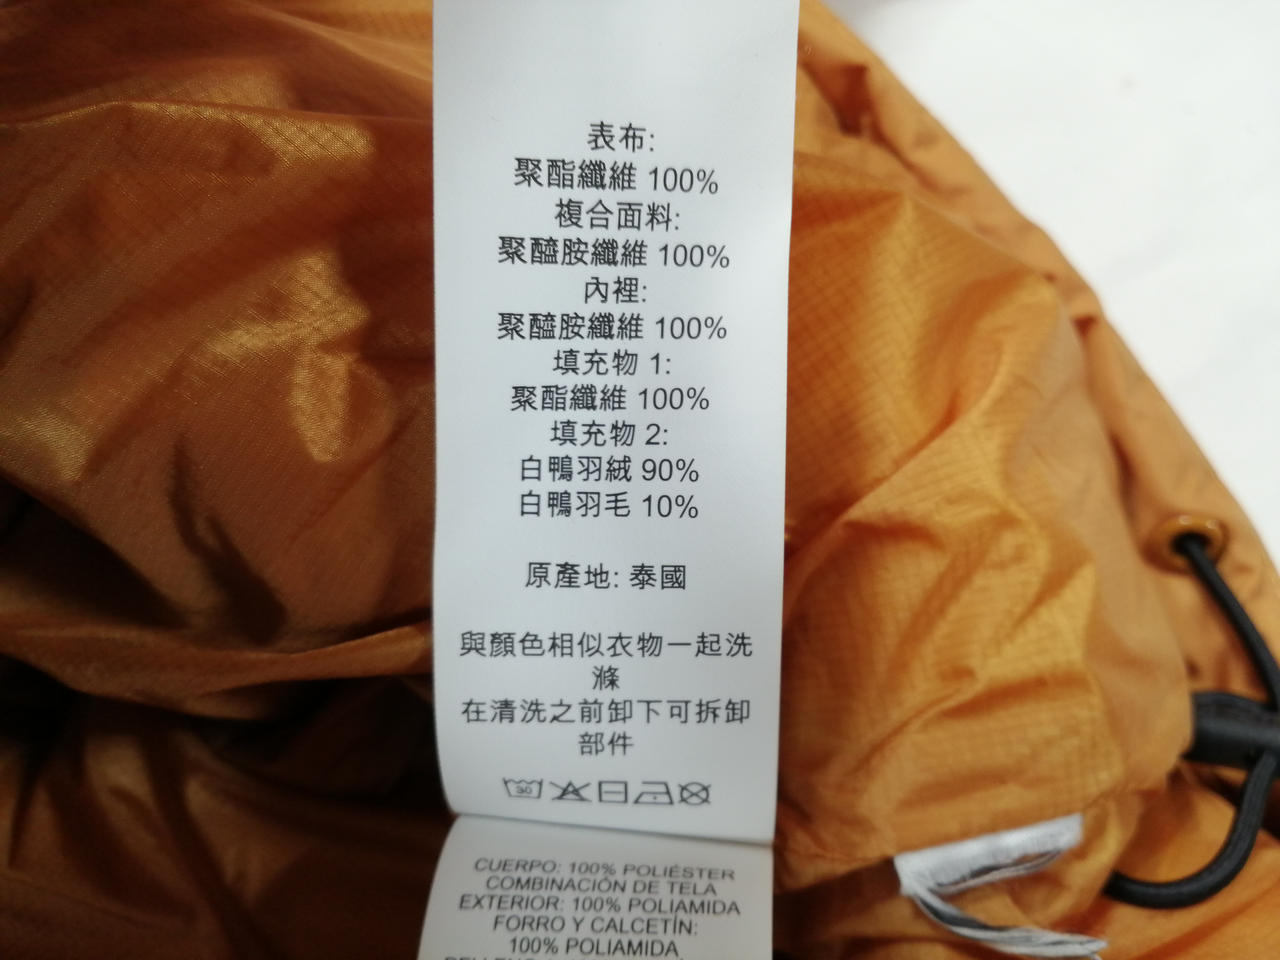 表布:
聚酯纖維 100%
複合面料:
聚醯胺纖維 100%
內裡:
聚醯胺纖維 100%
填充物 1:
聚酯纖維 100%
填充物 2:
白鴨羽絨 90%
白鴨羽毛 10%
原產地: 泰國
與顏色相似衣物一起洗
滌
在清洗之前卸下可拆卸
部件
30
CUERPO: 100% POLIÉSTER
COMBINACIÓN DE TELA
EXTERIOR: 100% POLIAMIDA
FORRO Y CALCETÍN:
100% POLIAMIDA